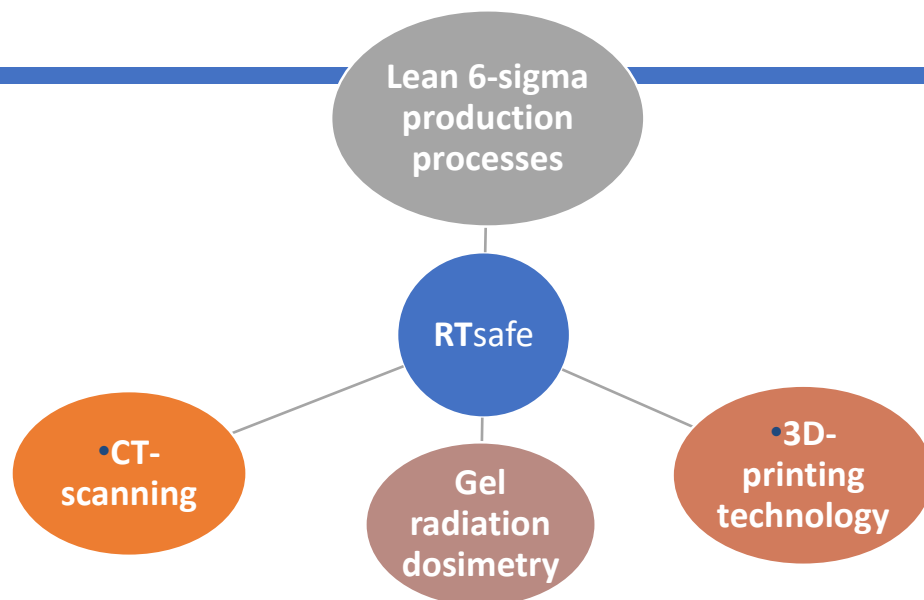 Lean 6-sigma
production
processes
RTsafe
•CT-
scanning
Gel
radiation
dosimetry
•3D-
printing
technology